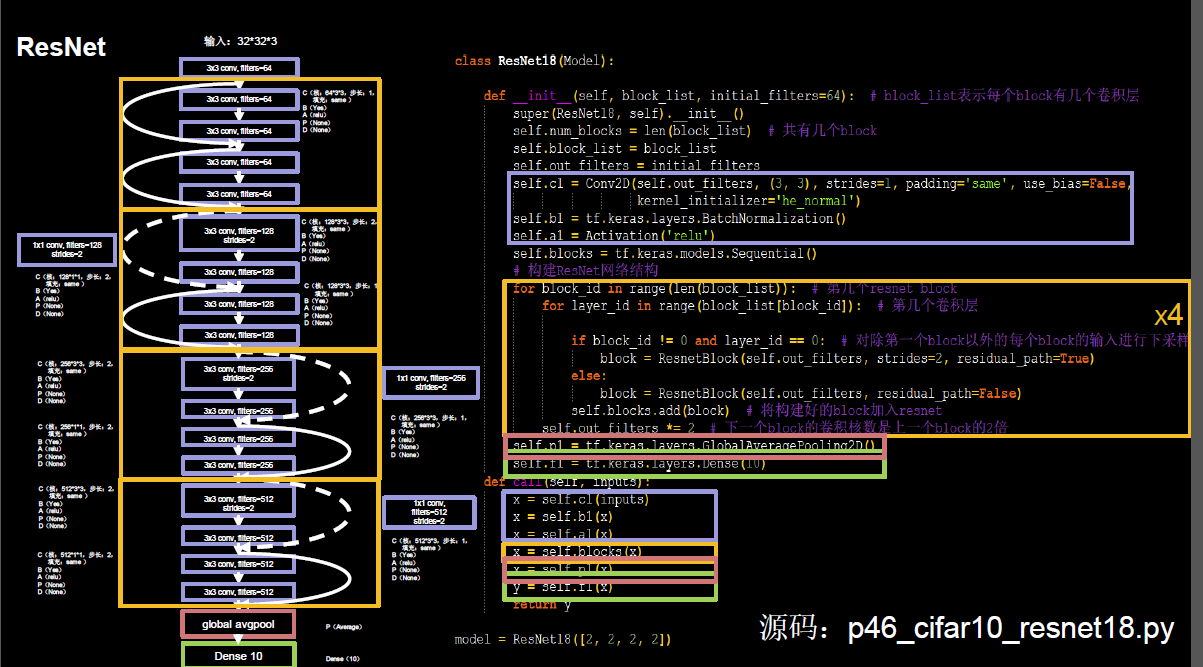 ResNet
输入：32*32*3
3x3 conv, filters=64
3x3 conv, filters=64
3x3 conv, filters=64
3x3 conv, filters=64
3x3 conv, filters=64
C（核：64*3*3，步长：1，
填充：same ）
B（Yes）
A（relu）
P（None）
D（None）
3x3 conv, filters=128
strides=2
3x3 conv, filters=128
3x3 conv, filters=128
3x3 conv, filters=128
C（核：128*3*3，步长：2，
填充：same ）
B（Yes）
A（relu）
P（None）
D（None）
C（核：128*3*3，步长：1，
填充：same ）
B（Yes）
A（relu）
P（None）
D（None）
1x1 conv, filters=128
strides=2
C（核：128*1*1，步长：2，
填充：same ）
B（Yes）
A（relu）
P（None）
D（None）
3x3 conv, filters=256
strides=2
3x3 conv, filters=256
3x3 conv, filters=256
3x3 conv, filters=256
C（核：256*3*3，步长：2，
填充：same ）
B（Yes）
A（relu）
P（None）
D（None）
C（核：256*1*1，步长：2，
填充：same ）
B（Yes）
A（relu）
P（None）
D（None）
1x1 conv, filters=256
strides=2
C（核：256*3*3，步长：1，
填充：same ）
B（Yes）
A（relu）
P（None）
D（None）
3x3 conv, filters=512
strides=2
3x3 conv, filters=512
3x3 conv, filters=512
3x3 conv, filters=512
C（核：512*3*3，步长：2，
填充：same ）
B（Yes）
A（relu）
P（None）
D（None）
C（核：512*1*1，步长：2，
填充：same ）
B（Yes）
A（relu）
P（None）
D（None）
1x1 conv,
filters=512
strides=2
C（核：512*3*3，步长：1，
填充：same ）
B（Yes）
A（relu）
P（None）
D（None）
global avgpool
P（Average）
Dense 10
Dense（10）
class ResNet18(Model):
def __init__(self, block_list, initial_filters=64):  # block_list表示每个block有几个卷积层
super(ResNet18, self).__init__()
self.num_blocks = len(block_list)  # 共有几个block
self.block_list = block_list
self.out_filters = initial_filters
self.c1 = Conv2D(self.out_filters, (3, 3), strides=1, padding='same', use_bias=False,
kernel_initializer='he_normal')
self.b1 = tf.keras.layers.BatchNormalization()
self.a1 = Activation('relu')
self.blocks = tf.keras.models.Sequential()
# 构建ResNet网络结构
for block_id in range(len(block_list)):  # 第几个resnet block
for layer_id in range(block_list[block_id]):  # 第几个卷积层
if block_id != 0 and layer_id == 0:  # 对除第一个block以外的每个block的输入进行下采样
block = ResnetBlock(self.out_filters, strides=2, residual_path=True)
else:
block = ResnetBlock(self.out_filters, residual_path=False)
self.blocks.add(block)  # 将构建好的block加入resnet
self.out_filters *= 2  # 下一个block的卷积核数是上一个block的2倍
self.p1 = tf.keras.layers.GlobalAveragePooling2D()
self.f1 = tf.keras.layers.Dense(10)
def call(self, inputs):
x = self.c1(inputs)
x = self.b1(x)
x = self.a1(x)
x = self.blocks(x)
x = self.p1(x)
y = self.f1(x)
return y
model = ResNet18([2, 2, 2, 2])
x4
源码：p46_cifar10_resnet18.py